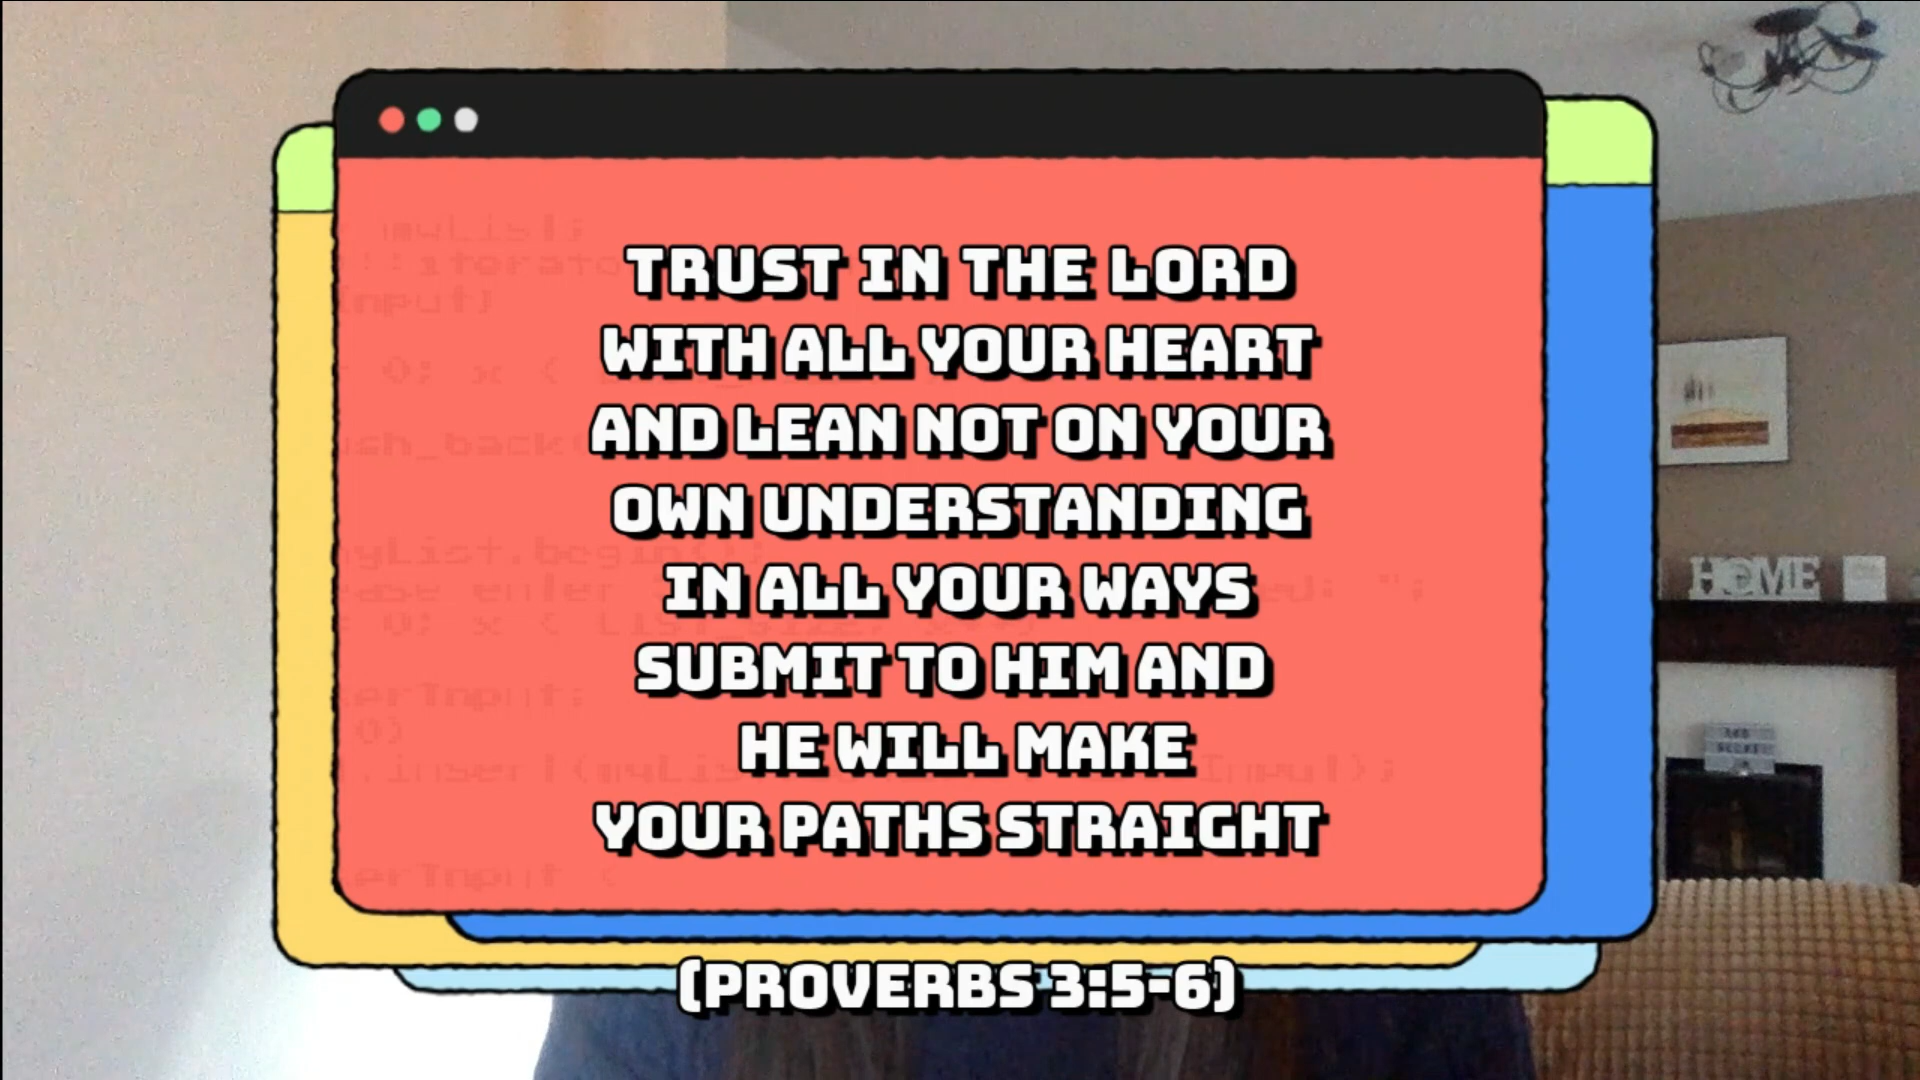 TRUST IN THE LORD
WITH ALL YOUR HEART
AND LEAN NOT ON YOUR
OWN UNDERSTANDING
IN ALL YOUR WAYS
SUBMIT TO HIM AND
HE WILL MAKE
YOUR PATHS STRAIGHT
(PROVERBS 3:5-6)
HOME